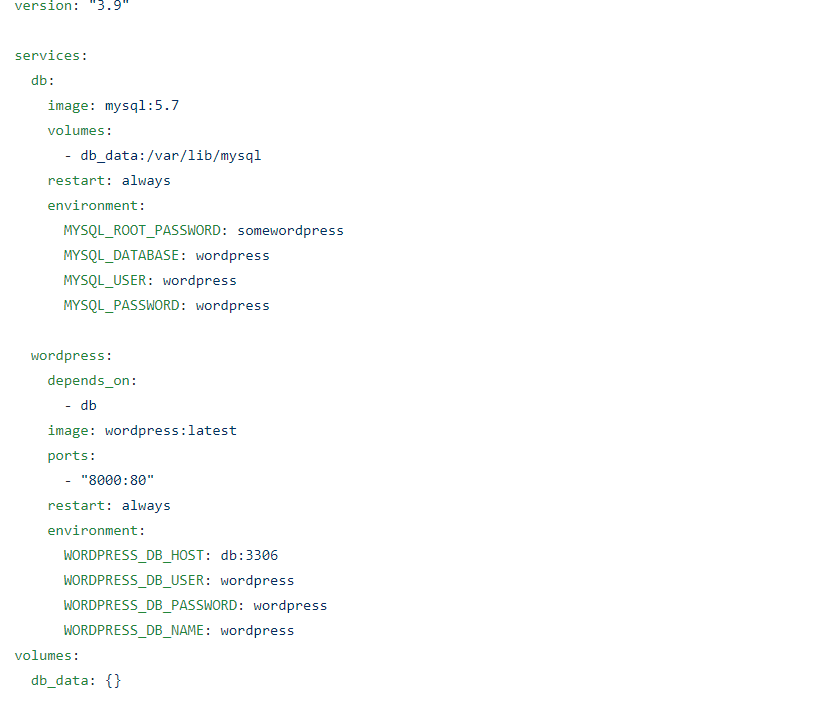 version: "3.9"

services:
  db:
    image: mysql:5.7
    volumes:
      - db_data:/var/lib/mysql
    restart: always
    environment:
      MYSQL_ROOT_PASSWORD: somewordpress
      MYSQL_DATABASE: wordpress
      MYSQL_USER: wordpress
      MYSQL_PASSWORD: wordpress

  wordpress:
    depends_on:
      - db
    image: wordpress:latest
    ports:
      - "8000:80"
    restart: always
    environment:
      WORDPRESS_DB_HOST: db:3306
      WORDPRESS_DB_USER: wordpress
      WORDPRESS_DB_PASSWORD: wordpress
      WORDPRESS_DB_NAME: wordpress
volumes:
  db_data: {}